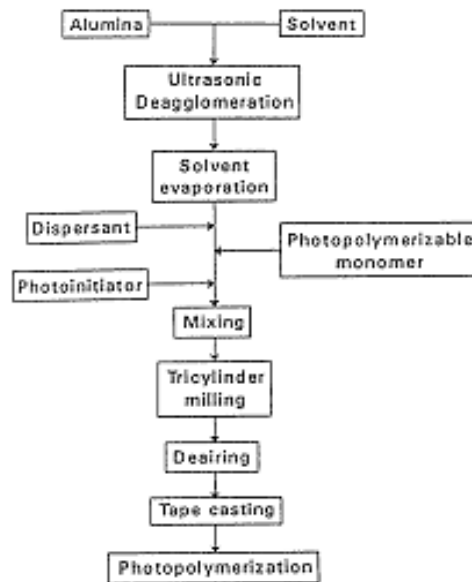 Alumina
Solvent
Ultrasonic
Deagglomeration
Solvent
evaporation
Dispersant
Photopolymerizable
monomer
Photoinitiator
Mixing
Tricylinder
milling
Deairing
Tape casting
Photopolymerization